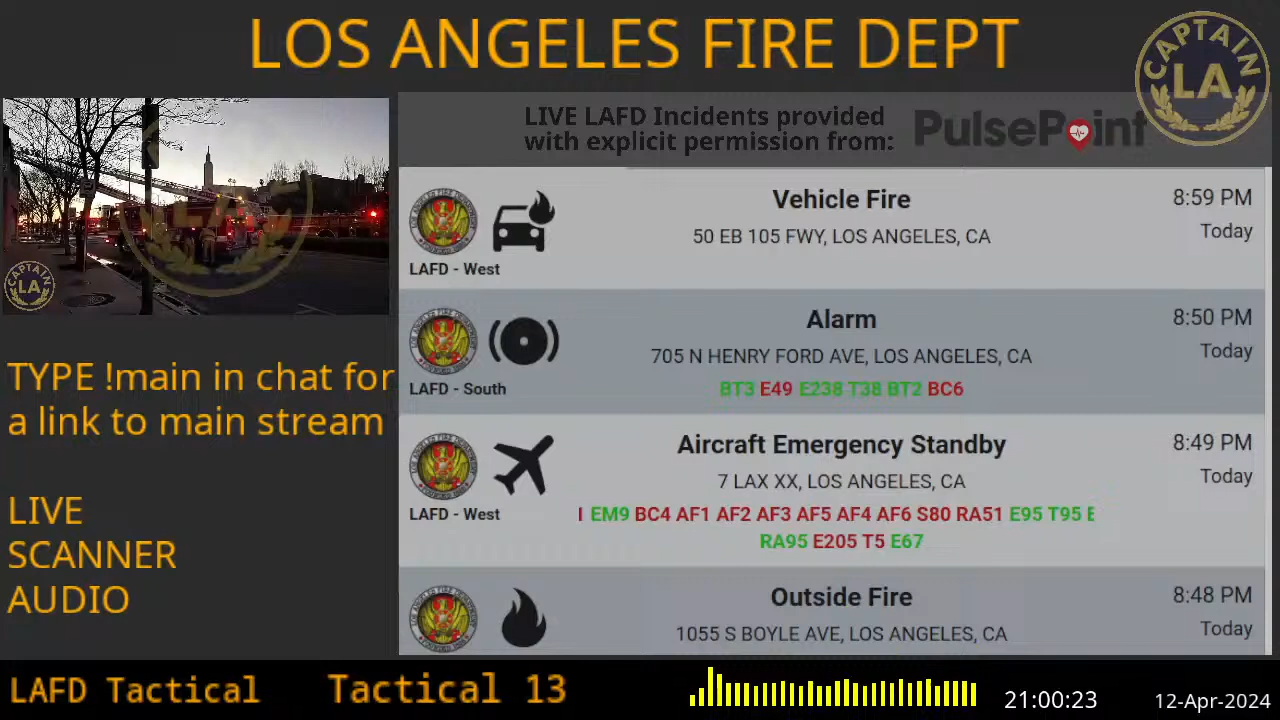 LOS ANGELES FIRE DEPT
CAPTAIN
LA
LIVE LAFD Incidents provided
with explicit permission from:
PulsePoint
Vehicle Fire
8:59 PM
50 EB 105 FWY, LOS ANGELES, CA
Today
LAFD - West
Alarm
8:50 PM
705 N HENRY FORD AVE, LOS ANGELES, CA
Today
LAFD - South
BT3 E49 E238 T38 BT2 BC6
Aircraft Emergency Standby
8:49 PM
7 LAX XX, LOS ANGELES, CA
Today
LAFD - West
EM9 BC4 AF1 AF2 AF3 AF5 AF4 AF6 S80 RA51 E95 T95
RA95 E205 T5 E67
Outside Fire
8:48 PM
1055 S BOYLE AVE, LOS ANGELES, CA
Today
LA
CAPTAIN
LA
TYPE !main in chat for
a link to main stream
LIVE
SCANNER
AUDIO
LAFD Tactical
Tactical 13
21:00:23
12-Apr-2024